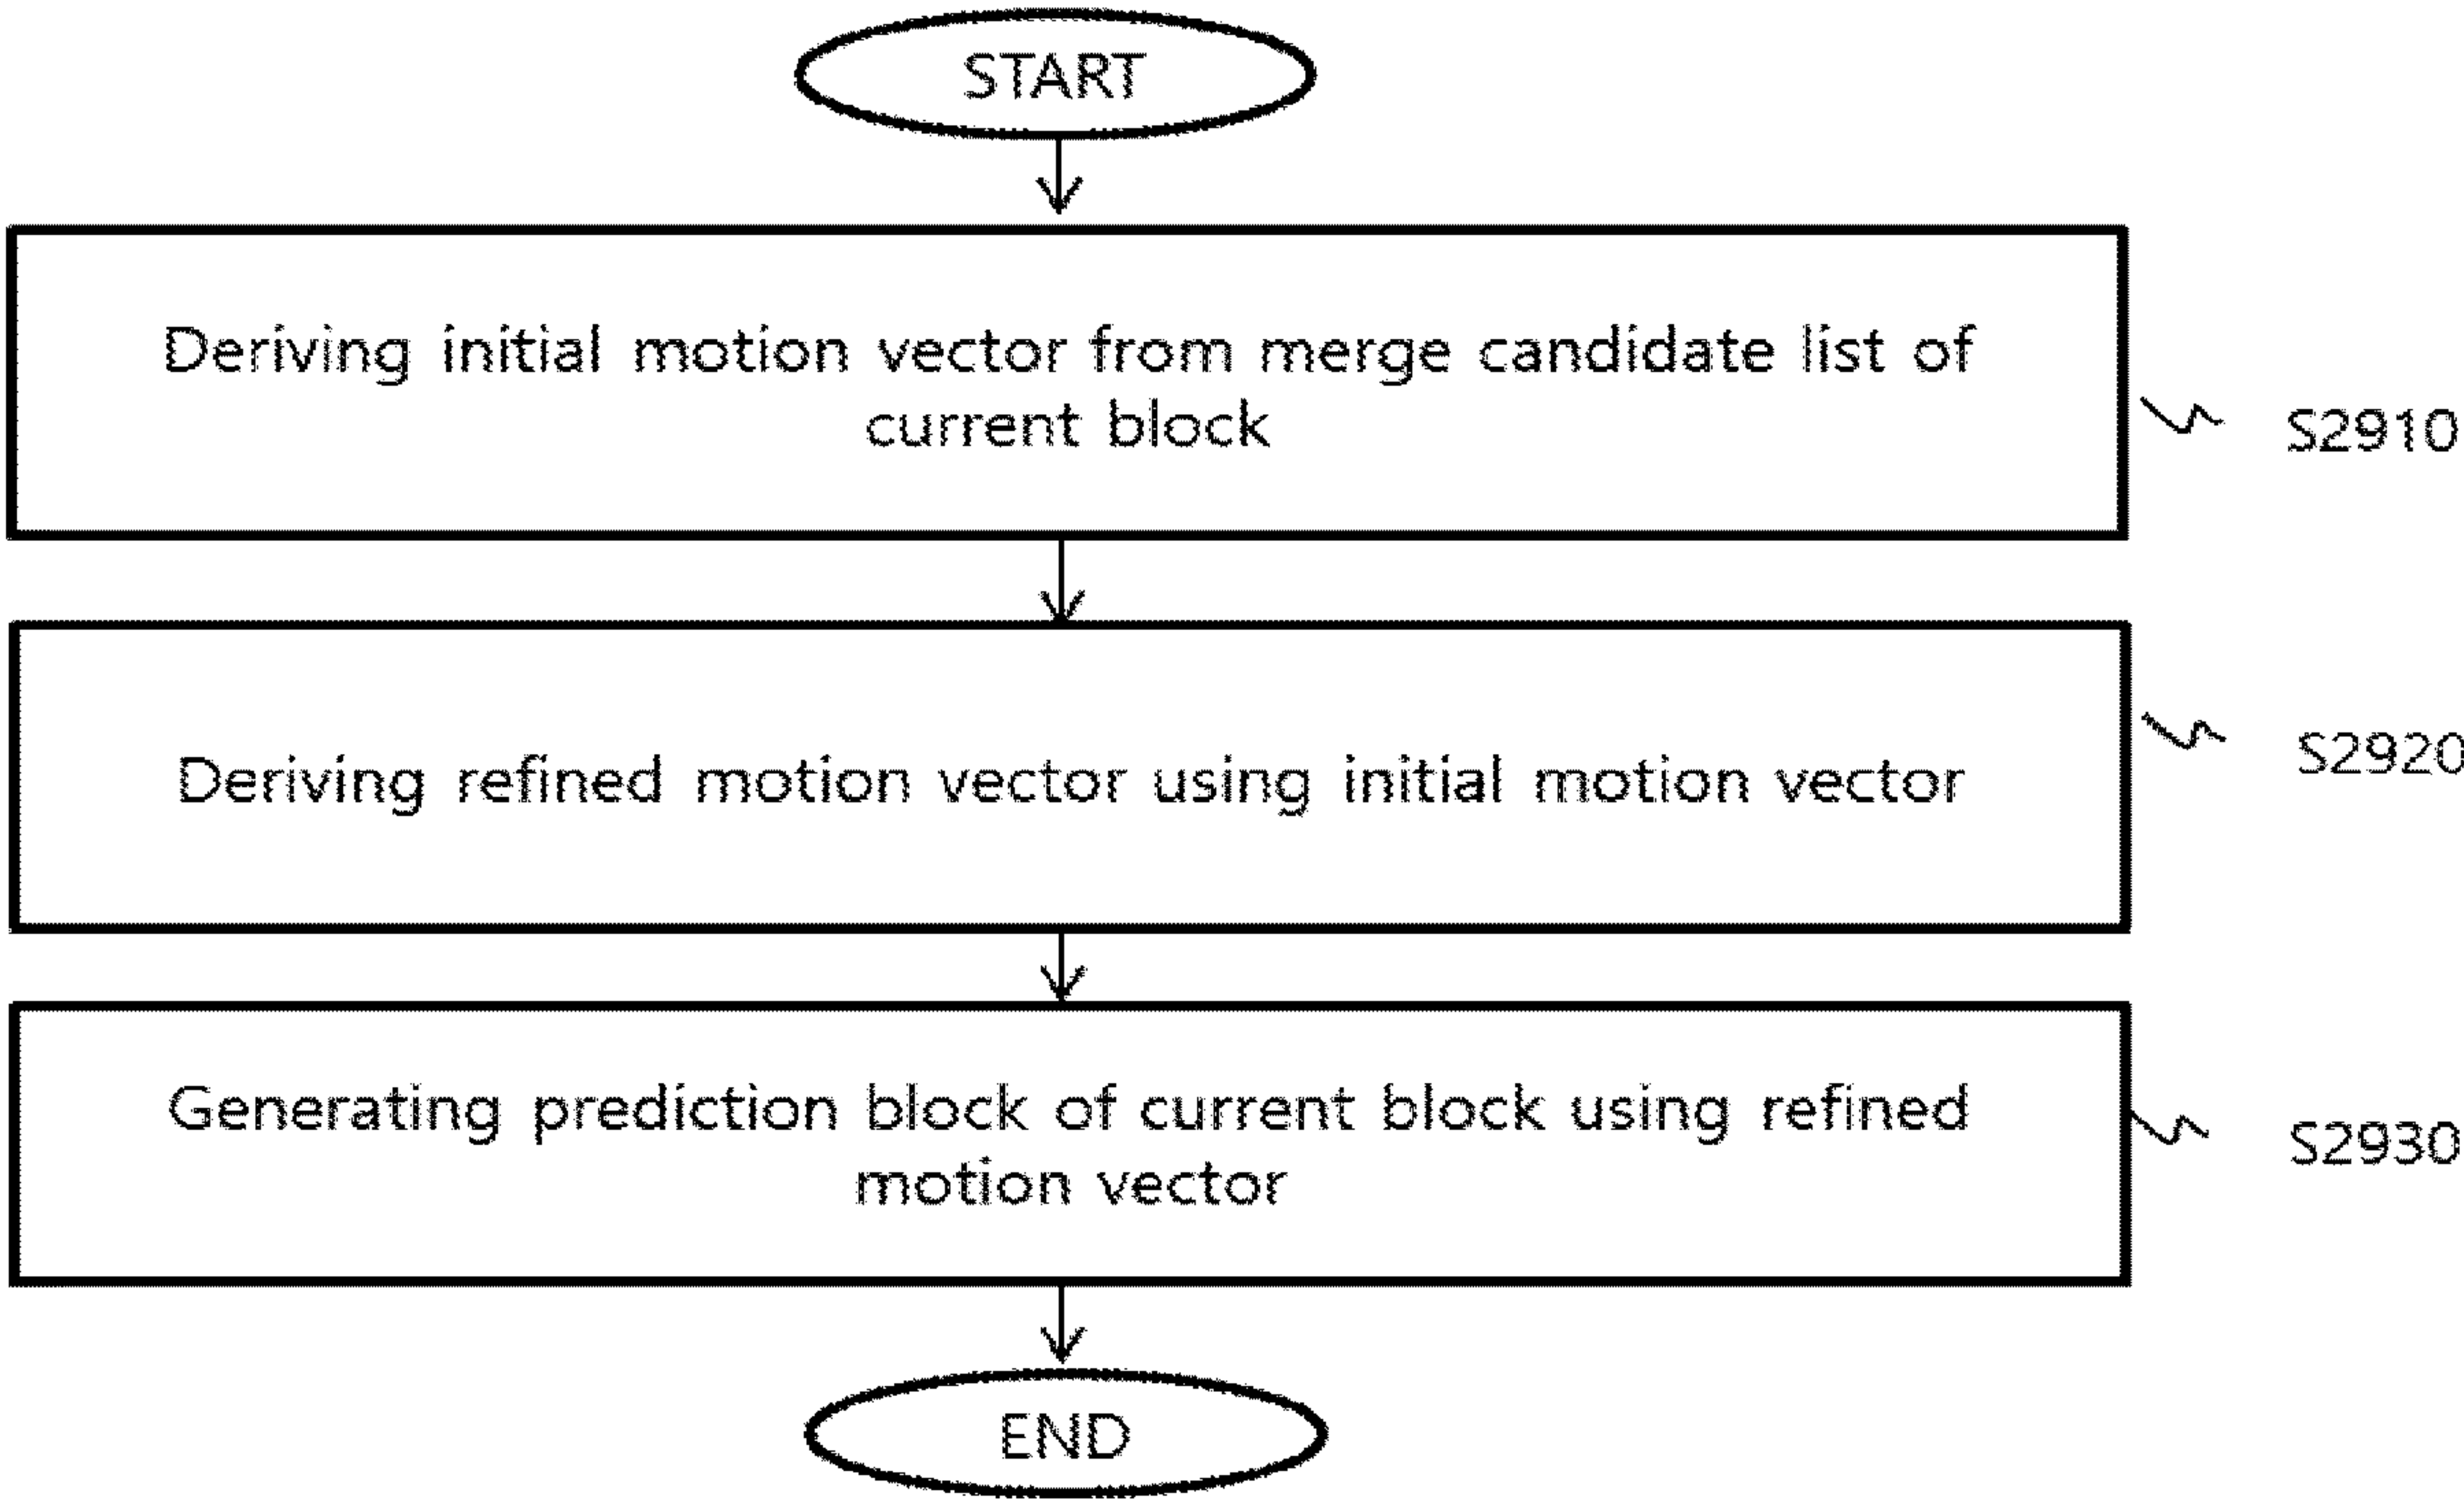 START
Deriving initial motion vector from merge candidate list of
current block
S2910
Deriving refined motion vector using initial motion vector
S2920
Generating prediction block of current block using refined
motion vector
S2930
END